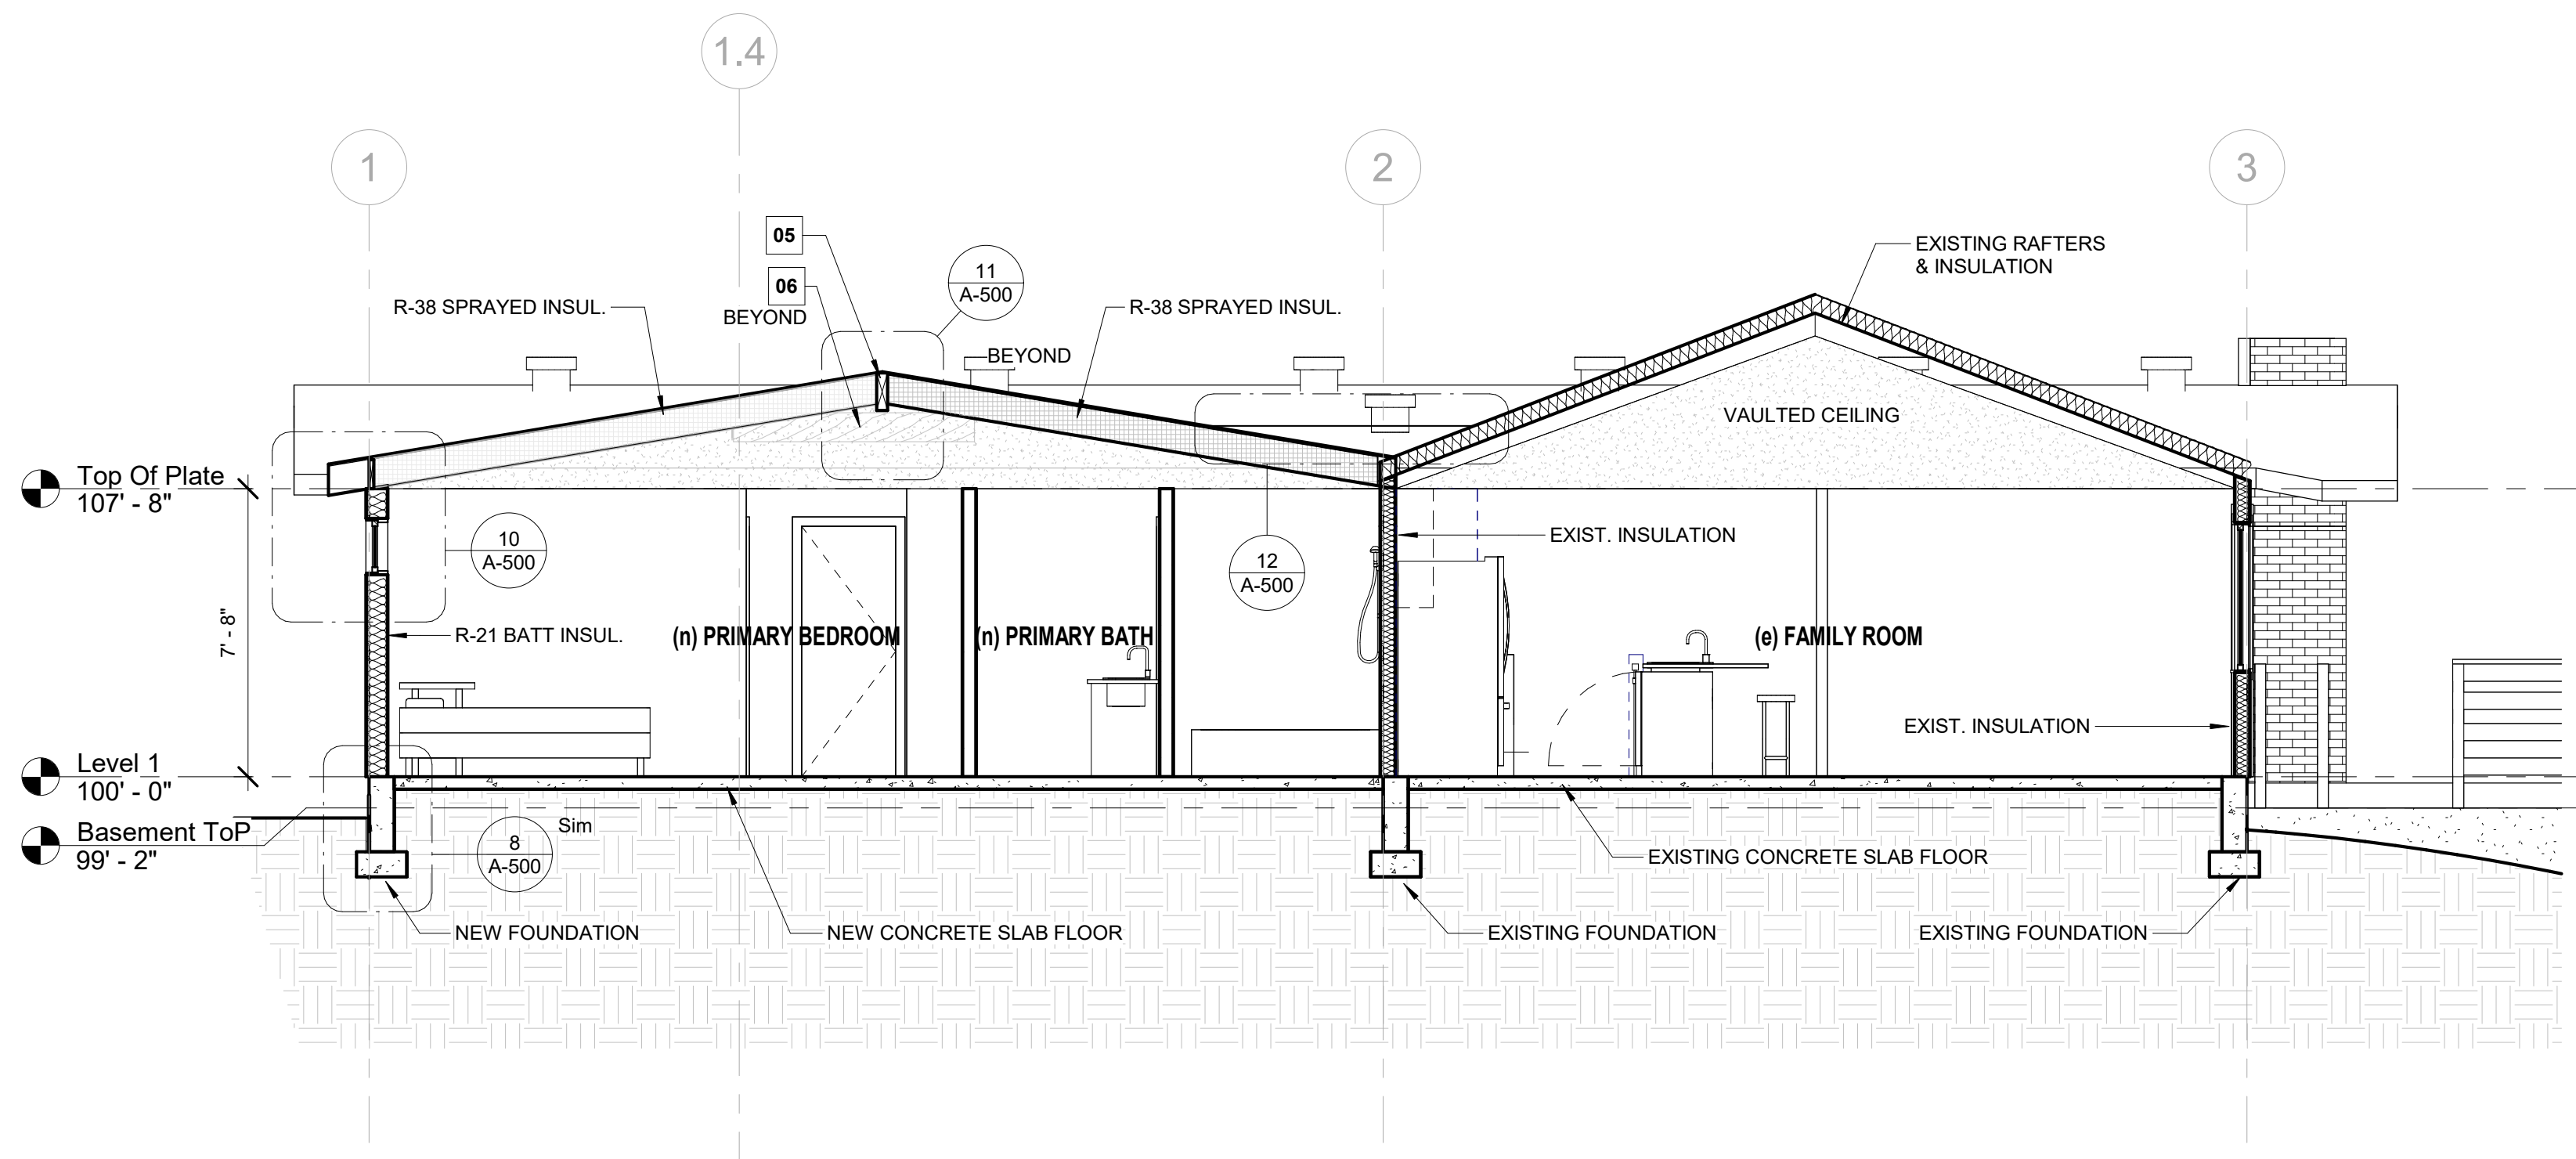 1.4
1
2
3
05
06
BEYOND
11
A-500
EXISTING RAFTERS
& INSULATION
R-38 SPRAYED INSUL.
R-38 SPRAYED INSUL.
BEYOND
VAULTED CEILING
Top Of Plate
107' - 8"
10
A-500
12
A-500
EXIST. INSULATION
7' - 8"
R-21 BATT INSUL.
(n) PRIMARY BEDROOM
(n) PRIMARY BATH
(e) FAMILY ROOM
EXIST. INSULATION
Level 1
100' - 0"
Basement ToP
99' - 2"
8
A-500
Sim
EXISTING CONCRETE SLAB FLOOR
NEW FOUNDATION
NEW CONCRETE SLAB FLOOR
EXISTING FOUNDATION
EXISTING FOUNDATION